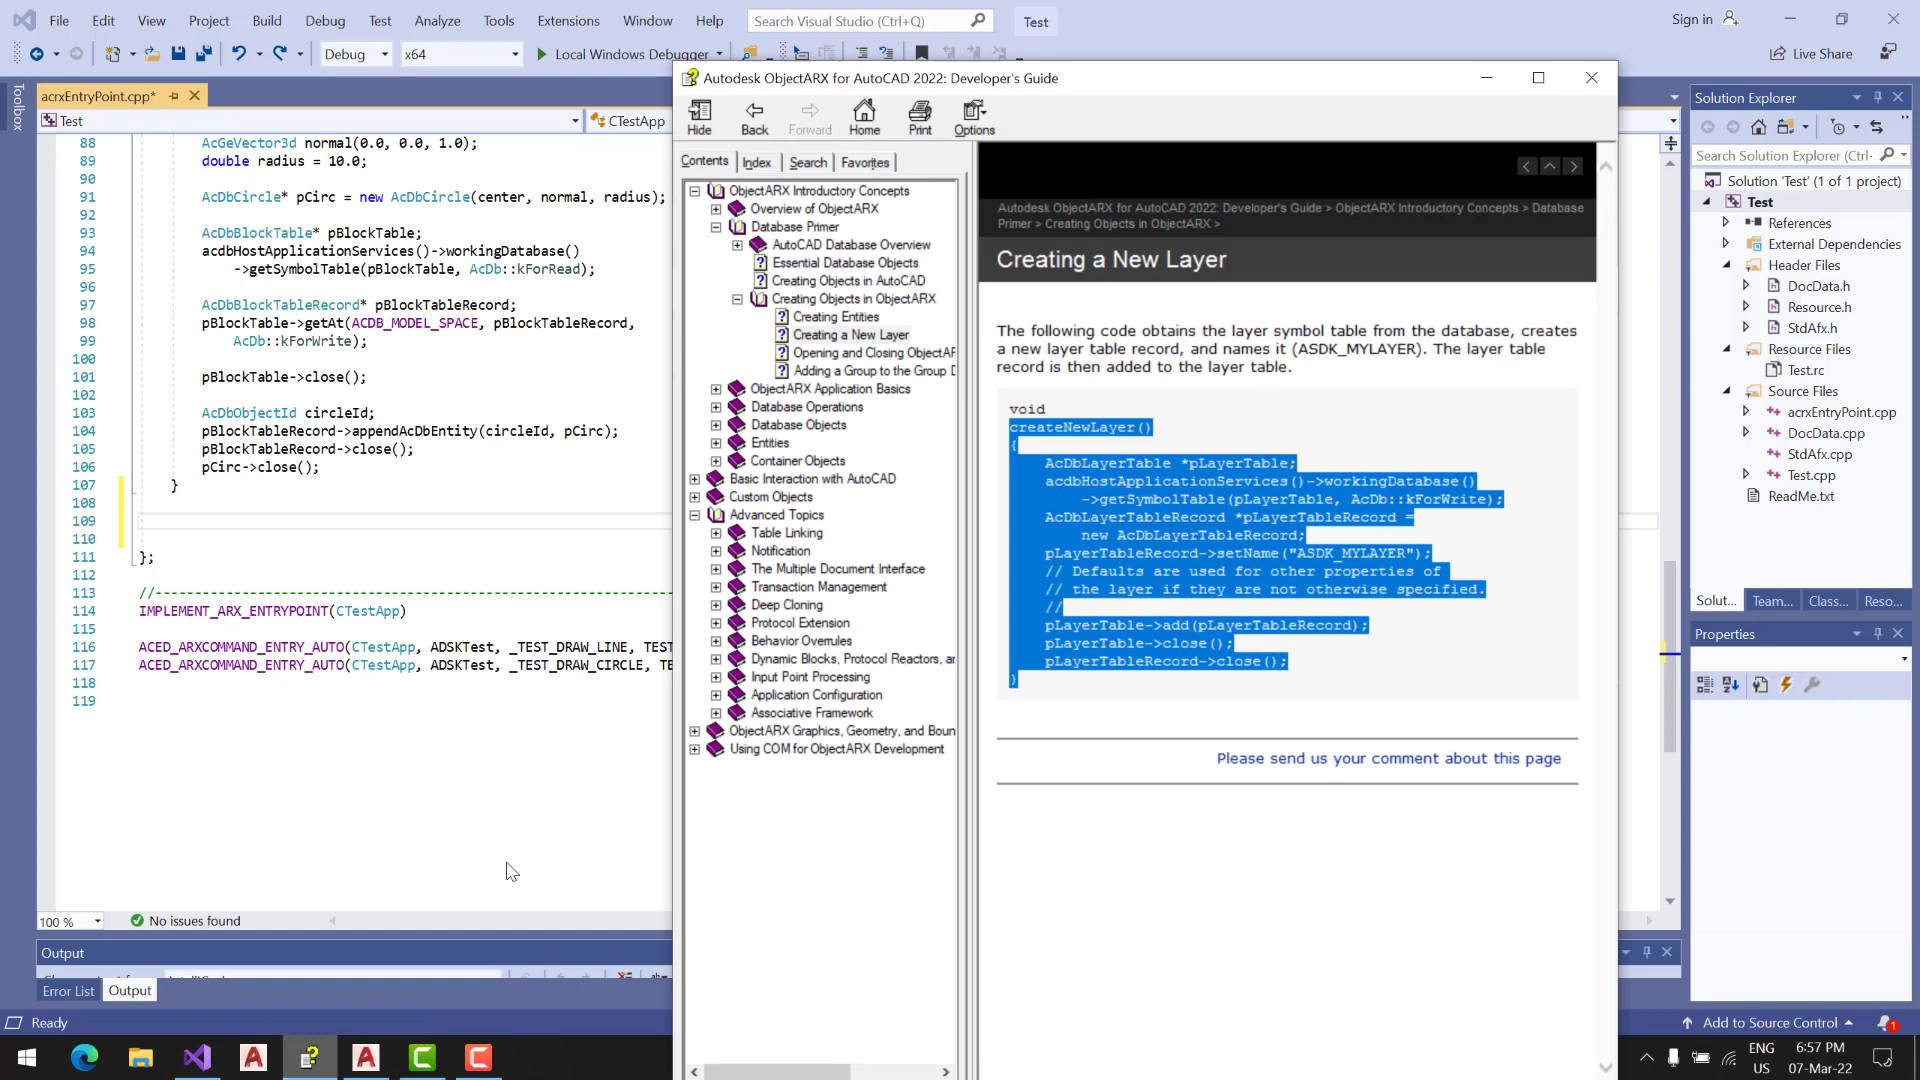 File Edit View Project Build Debug Test Analyze Tools Extensions Window Help Search Visual Studio (Ctrl+Q) Test Sign in
Debug x64 Local Windows Debugger Live Share
Toolbox
acrxEntryPoint.cpp*
Test CTestApp
88 AcGeVector3d normal(0.0, 0.0, 1.0);
89 double radius = 10.0;
90
91 AcDbCircle* pCirc = new AcDbCircle(center, normal, radius);
92
93 AcDbBlockTable* pBlockTable;
94 acdbHostApplicationServices()->workingDatabase()
95 ->getSymbolTable(pBlockTable, AcDb::kForRead);
96
97 AcDbBlockTableRecord* pBlockTableRecord;
98 pBlockTable->getAt(ACDB_MODEL_SPACE, pBlockTableRecord,
99 AcDb::kForWrite);
100
101 pBlockTable->close();
102
103 AcDbObjectId circleId;
104 pBlockTableRecord->appendAcDbEntity(circleId, pCirc);
105 pBlockTableRecord->close();
106 pCirc->close();
107 }
108
109
110
111 };
112
113 //-----------------------------------------------------------------
114 IMPLEMENT_ARX_ENTRYPOINT(CTestApp)
115
116 ACED_ARXCOMMAND_ENTRY_AUTO(CTestApp, ADSKTest, _TEST_DRAW_LINE, TEST
117 ACED_ARXCOMMAND_ENTRY_AUTO(CTestApp, ADSKTest, _TEST_DRAW_CIRCLE, TE
118
119
100 % No issues found
Output
Error List Output
Ready
Autodesk ObjectARX for AutoCAD 2022: Developer's Guide
Hide Back Forward Home Print Options
Contents Index Search Favorites
ObjectARX Introductory Concepts
Overview of ObjectARX
Database Primer
AutoCAD Database Overview
Essential Database Objects
Creating Objects in AutoCAD
Creating Objects in ObjectARX
Creating Entities
Creating a New Layer
Opening and Closing ObjectAF
Adding a Group to the Group D
ObjectARX Application Basics
Database Operations
Database Objects
Entities
Container Objects
Basic Interaction with AutoCAD
Custom Objects
Advanced Topics
Table Linking
Notification
The Multiple Document Interface
Transaction Management
Deep Cloning
Protocol Extension
Behavior Overrules
Dynamic Blocks, Protocol Reactors, ar
Input Point Processing
Application Configuration
Associative Framework
ObjectARX Graphics, Geometry, and Boun
Using COM for ObjectARX Development
Autodesk ObjectARX for AutoCAD 2022: Developer's Guide > ObjectARX Introductory Concepts > Database
Primer > Creating Objects in ObjectARX >
Creating a New Layer
The following code obtains the layer symbol table from the database, creates
a new layer table record, and names it (ASDK_MYLAYER). The layer table
record is then added to the layer table.
void
createNewLayer()
{
AcDbLayerTable *pLayerTable;
acdbHostApplicationServices()->workingDatabase()
->getSymbolTable(pLayerTable, AcDb::kForWrite);
AcDbLayerTableRecord *pLayerTableRecord =
new AcDbLayerTableRecord;
pLayerTableRecord->setName("ASDK_MYLAYER");
// Defaults are used for other properties of
// the layer if they are not otherwise specified.
//
pLayerTable->add(pLayerTableRecord);
pLayerTable->close();
pLayerTableRecord->close();
}
Please send us your comment about this page
Solution Explorer
Search Solution Explorer (Ctrl-
Solution 'Test' (1 of 1 project)
Test
References
External Dependencies
Header Files
DocData.h
Resource.h
StdAfx.h
Resource Files
Test.rc
Source Files
acrxEntryPoint.cpp
DocData.cpp
StdAfx.cpp
Test.cpp
ReadMe.txt
Solut... Team... Class... Reso...
Properties
Add to Source Control 1
ENG 6:57 PM
US 07-Mar-22